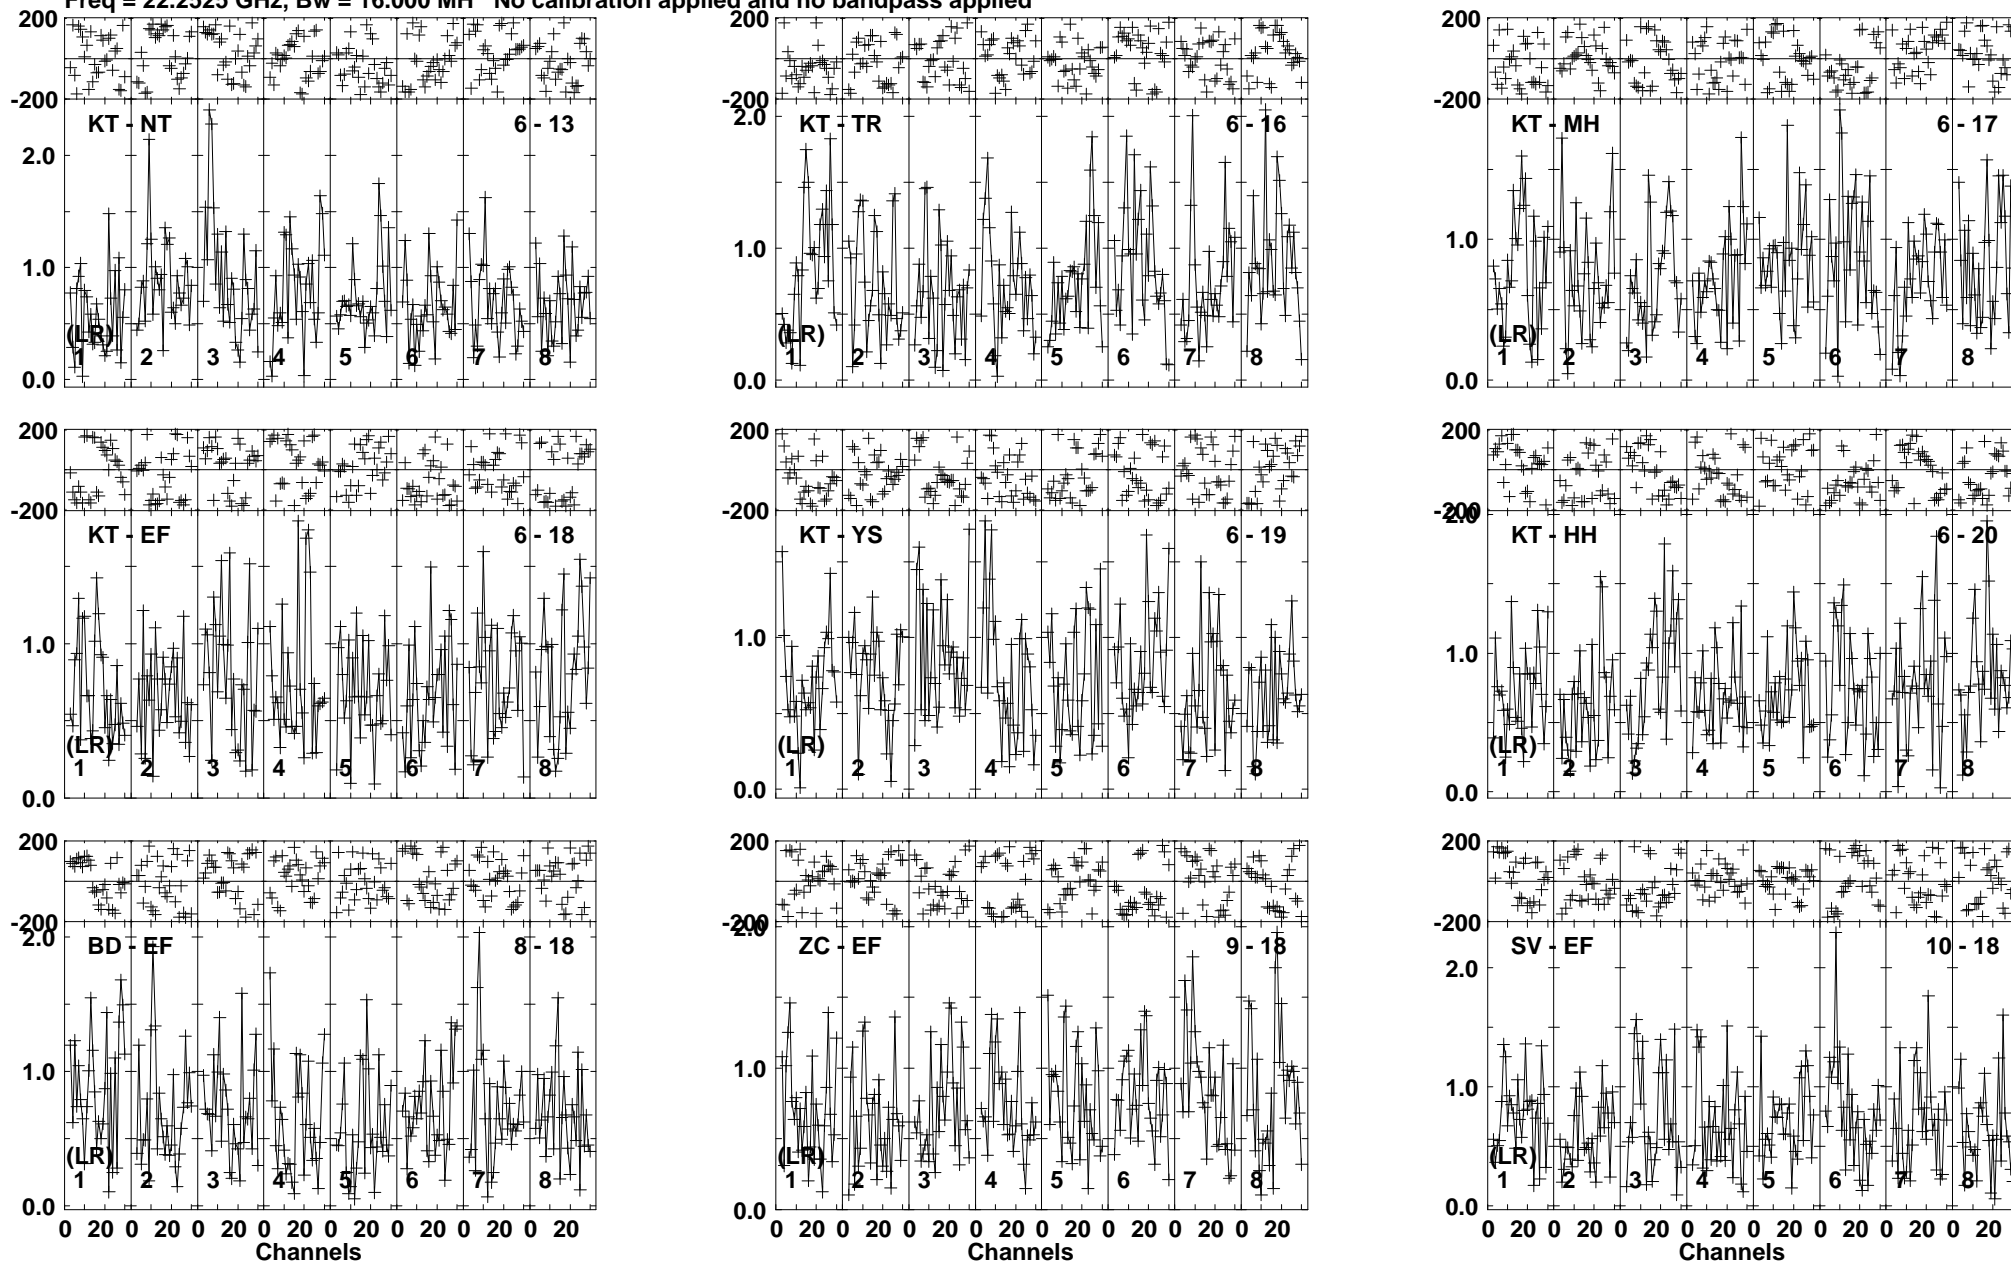 Freq = 22.2525 GHz, Bw = 16.000 MH No calibration applied and no bandpass applied
200
-200
KT - NT 6 - 13
2.0
1.0
(LR)
1 2 3 4 5 6 7 8
0.0
200
-200
KT - TR 6 - 16
2.0
1.0
(LR)
1 2 3 4 5 6 7 8
0.0
200
-200
KT - MH 6 - 17
1.0
(LR)
1 2 3 4 5 6 7 8
0.0
200
-200
KT - EF 6 - 18
1.0
(LR)
1 2 3 4 5 6 7 8
0.0
200
-200
KT - YS 6 - 19
1.0
(LR)
1 2 3 4 5 6 7 8
0.0
200
-200
2.0
KT - HH 6 - 20
1.0
(LR)
1 2 3 4 5 6 7 8
0.0
200
-200
2.0
BD - EF 8 - 18
1.0
(LR)
1 2 3 4 5 6 7 8
0.0
0 20 0 20 0 20 0 20 0 20 0 20 0 20 0 20
Channels
200
-200
2.0
ZC - EF 9 - 18
1.0
(LR)
1 2 3 4 5 6 7 8
0.0
0 20 0 20 0 20 0 20 0 20 0 20 0 20 0 20
Channels
200
-200
SV - EF 10 - 18
2.0
1.0
(LR)
1 2 3 4 5 6 7 8
0.0
0 20 0 20 0 20 0 20 0 20 0 20 0 20 0 20
Channels